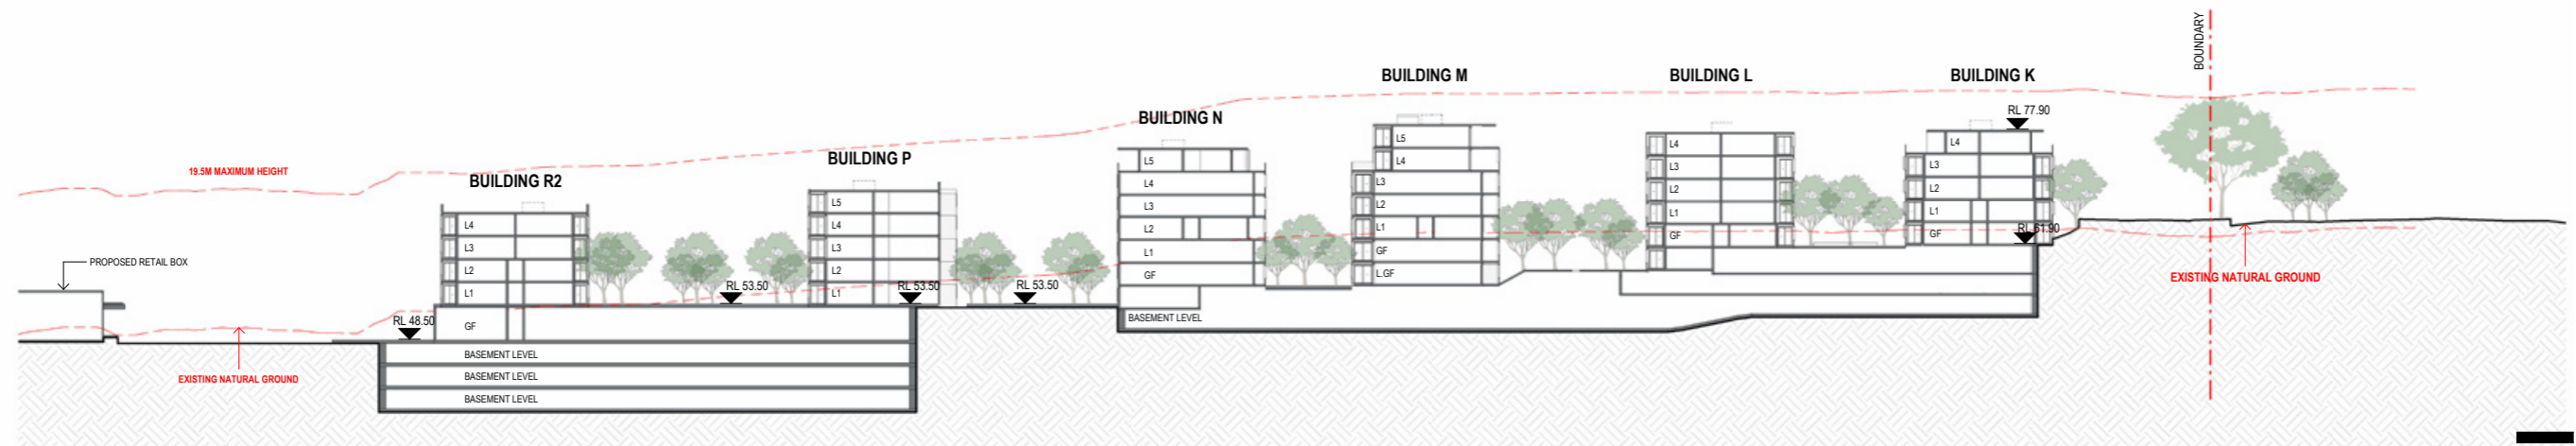 BOUNDARY
BUILDING M
BUILDING L
BUILDING K
RL 77.90
BUILDING N
BUILDING P
19.5M MAXIMUM HEIGHT
BUILDING R2
L5
L4
L3
L2
L1
GF
L.GF
L4
L3
L2
L1
GF
L4
L3
L2
L1
GF
RL 61.90
L5
L4
L3
L2
L1
GF
BASEMENT LEVEL
L5
L4
L3
L2
L1
L4
L3
L2
L1
GF
PROPOSED RETAIL BOX
RL 53.50
RL 53.50
RL 53.50
RL 48.50
EXISTING NATURAL GROUND
BASEMENT LEVEL
BASEMENT LEVEL
BASEMENT LEVEL
EXISTING NATURAL GROUND